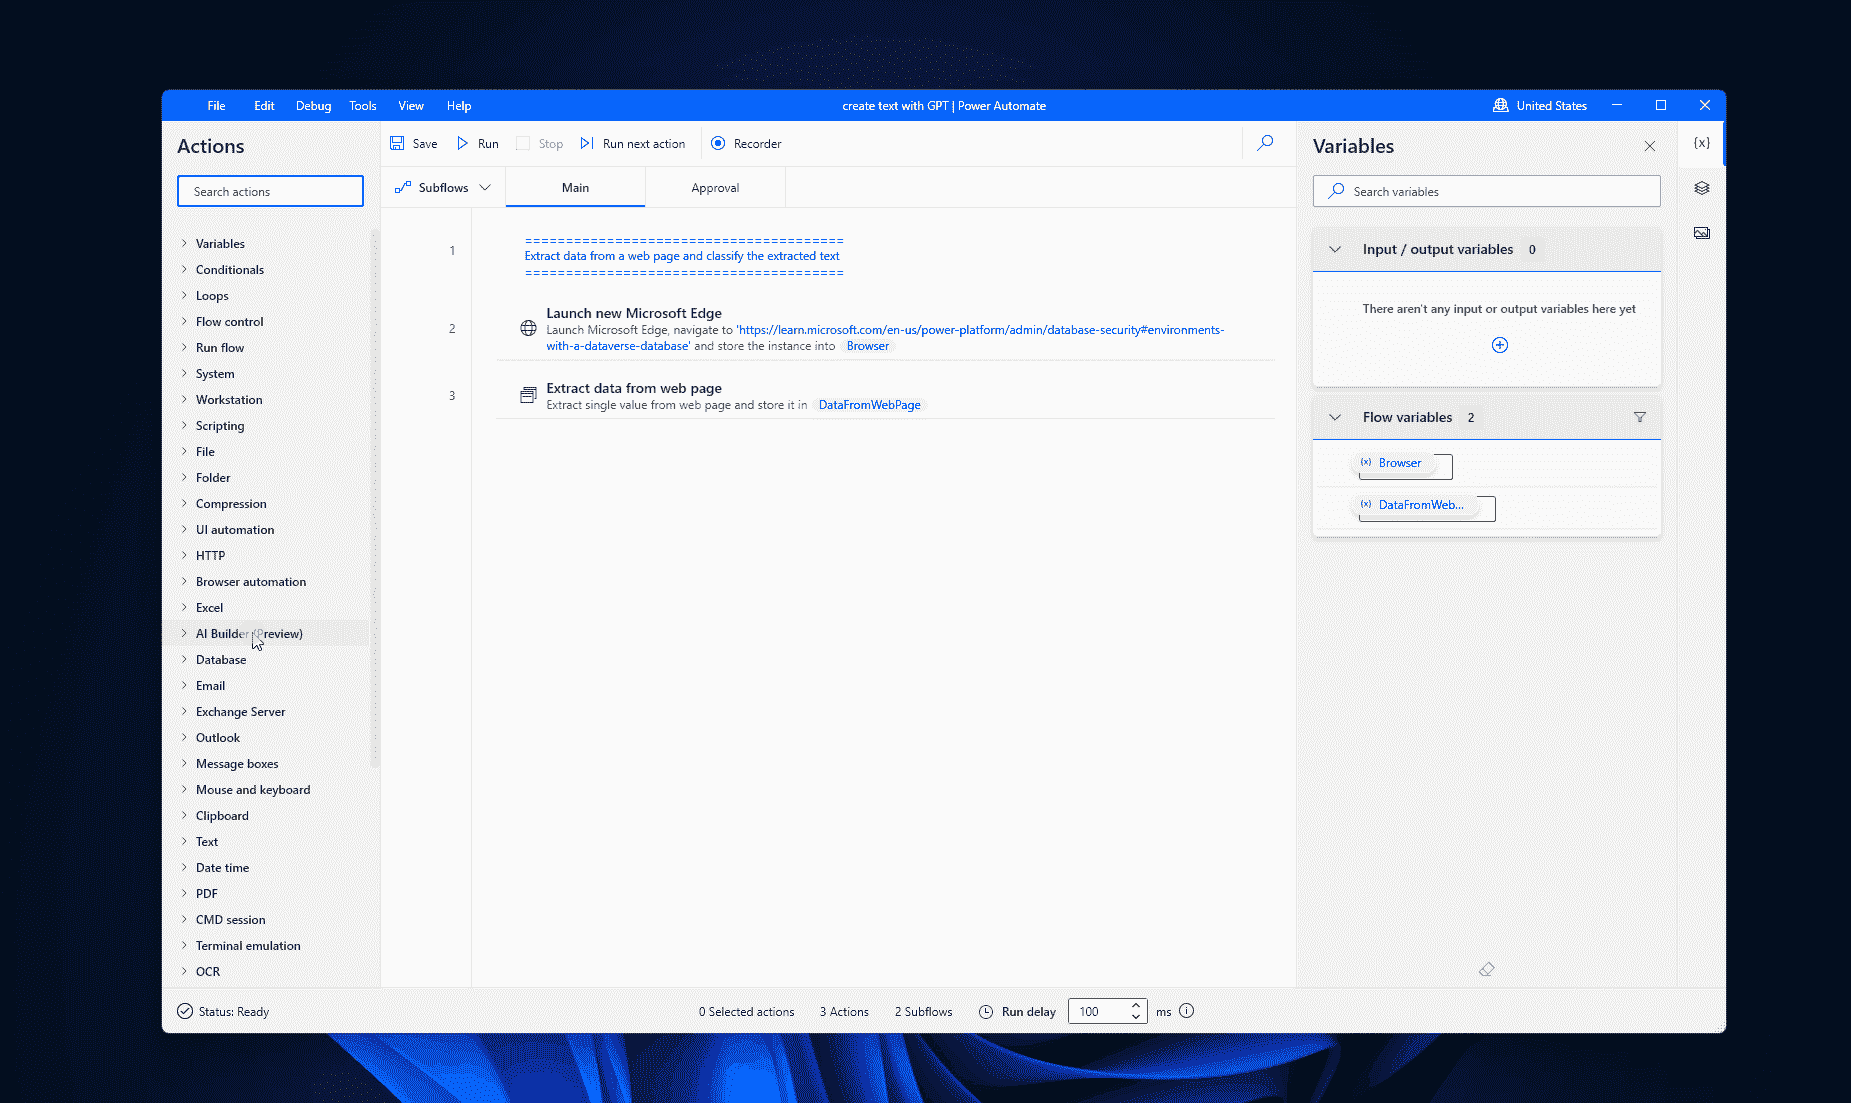 File Edit Debug Tools View Help
create text with GPT | Power Automate
United States
Actions
Search actions
Variables
Conditionals
Loops
Flow control
Run flow
System
Workstation
Scripting
File
Folder
Compression
UI automation
HTTP
Browser automation
Excel
AI Builder (Preview)
Database
Email
Exchange Server
Outlook
Message boxes
Mouse and keyboard
Clipboard
Text
Date time
PDF
CMD session
Terminal emulation
OCR
Save Run Stop Run next action Recorder
Subflows Main Approval
1
=======================================
Extract data from a web page and classify the extracted text
=======================================
2
Launch new Microsoft Edge
Launch Microsoft Edge, navigate to 'https://learn.microsoft.com/en-us/power-platform/admin/database-security#environments-
with-a-dataverse-database' and store the instance into Browser
3
Extract data from web page
Extract single value from web page and store it in DataFromWebPage
Variables
{x}
Search variables
Input / output variables 0
There aren't any input or output variables here yet
Flow variables 2
(x) Browser
(x) DataFromWeb...
Status: Ready
0 Selected actions 3 Actions 2 Subflows Run delay 100 ms